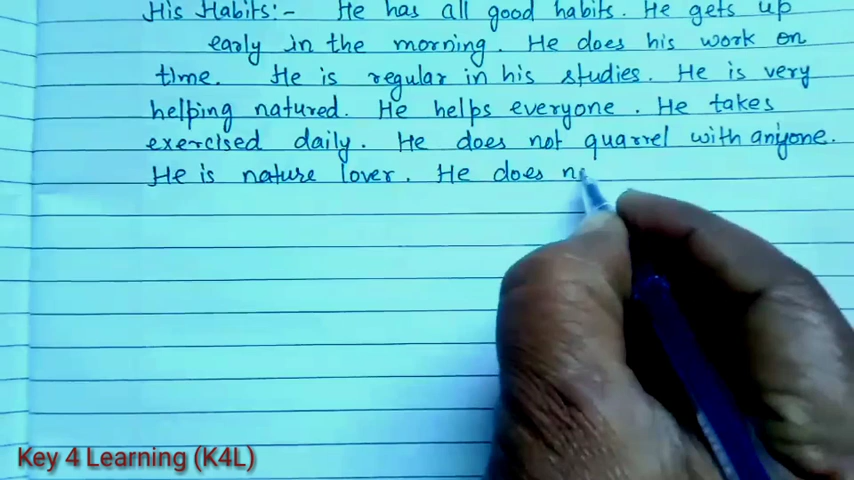 His Habits:- He has all good habits. He gets up
early in the morning. He does his work on
time. He is regular in his studies. He is very
helping natured. He helps everyone. He takes
exercised daily. He does not quarrel with aniyone.
He is nature lover. He does n
Key 4 Learning (K4L)